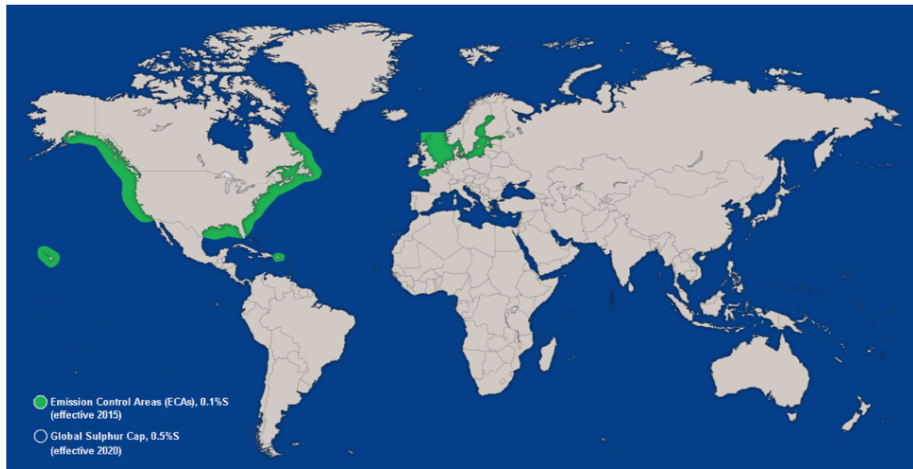 Emission Control Areas (ECAs), 0.1%S
(effective 2015)
Global Sulphur Cap, 0.5%S
(effective 2020)